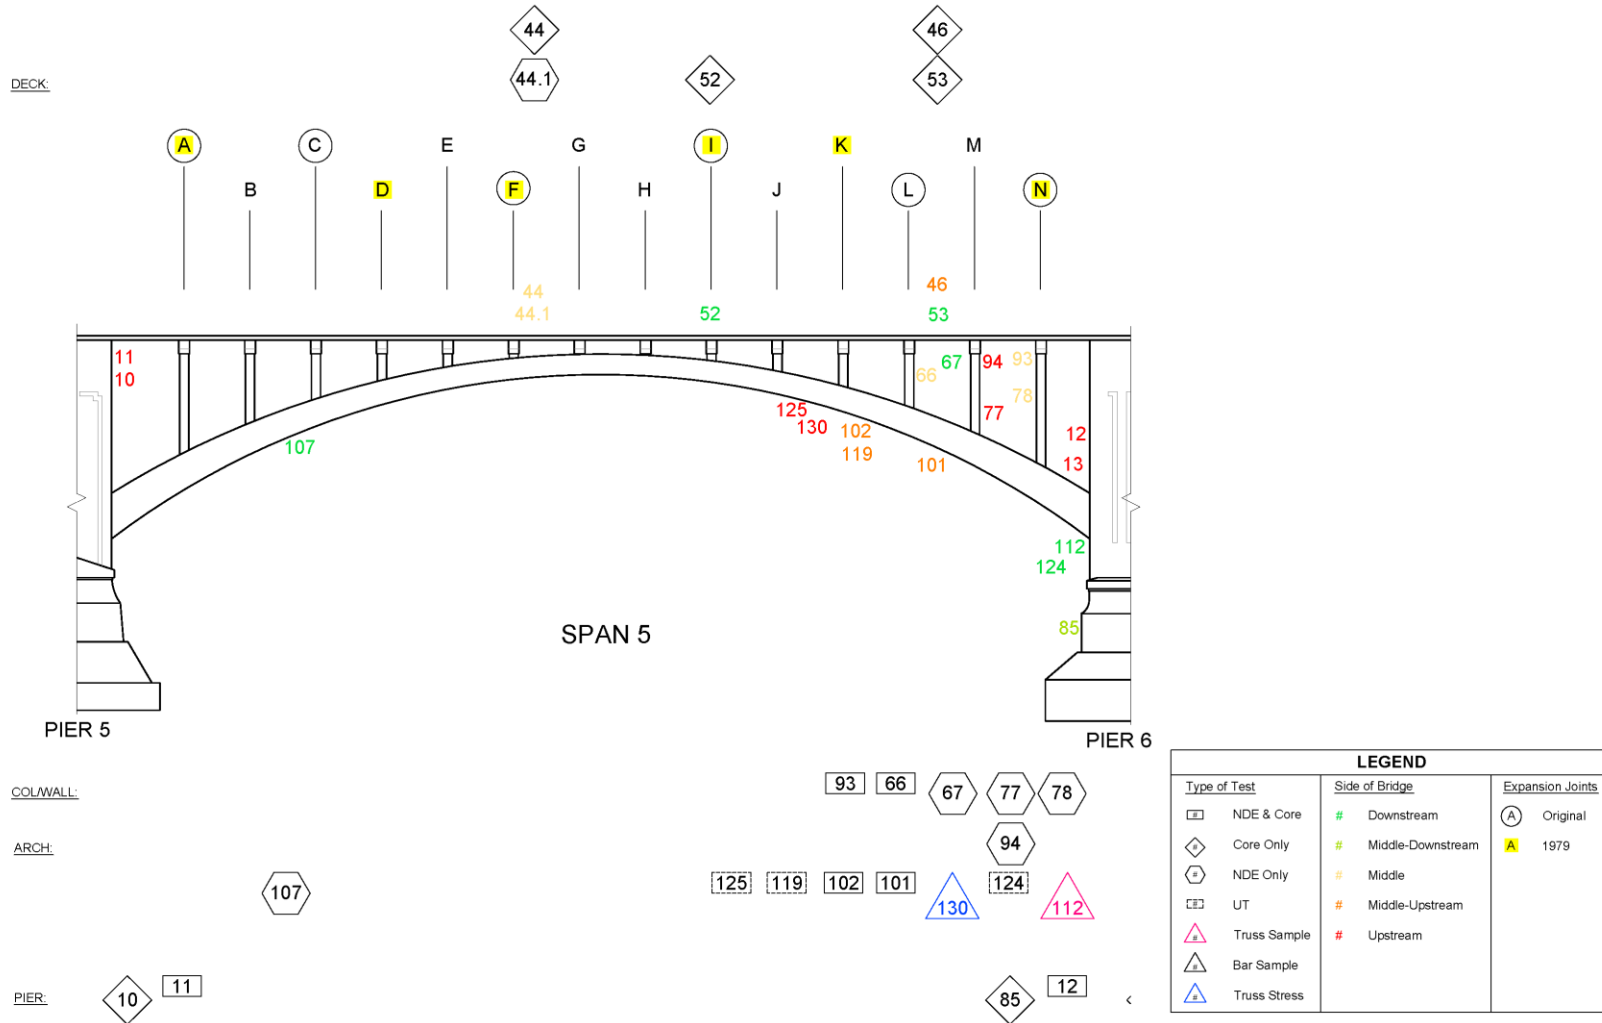 44 46
DECK: 44.1 52 53
A C E G I K M
B D F H J L N
44 46
44.1 52 53
11 67 94 93
10 66 78
125 77
107 130 102 12
119 101 13
112
124
SPAN 5 85
PIER 5
PIER 6
COL/WALL: 93 66 67 77 78
ARCH: 94
107 125 119 102 101 130 124 112
PIER: 10 11 85 12
LEGEND
Type of Test Side of Bridge Expansion Joints
# NDE & Core # Downstream A Original
# Core Only # Middle-Downstream A 1979
# NDE Only # Middle
# UT # Middle-Upstream
# Truss Sample # Upstream
# Bar Sample
# Truss Stress